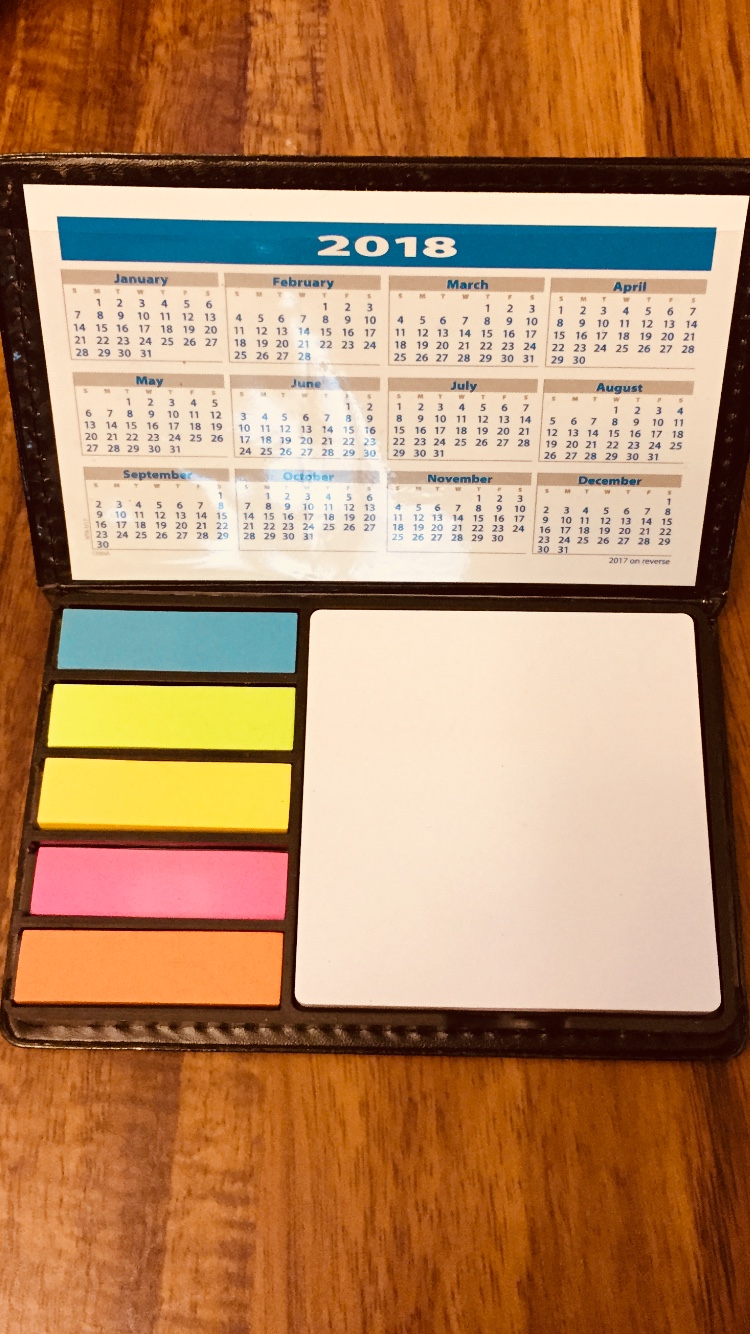 2018
January
S M T W T F S
1 2 3 4 5 6
7 8 9 10 11 12 13
14 15 16 17 18 19 20
21 22 23 24 25 26 27
28 29 30 31
February
S M T W T F S
1 2 3
4 5 6 7 8 9 10
11 12 13 14 15 16 17
18 19 20 21 22 23 24
25 26 27 28
March
S M T W T F S
1 2 3
4 5 6 7 8 9 10
11 12 13 14 15 16 17
18 19 20 21 22 23 24
25 26 27 28 29 30 31
April
S M T W T F S
1 2 3 4 5 6 7
8 9 10 11 12 13 14
15 16 17 18 19 20 21
22 23 24 25 26 27 28
29 30
May
S M T W T F S
1 2 3 4 5
6 7 8 9 10 11 12
13 14 15 16 17 18 19
20 21 22 23 24 25 26
27 28 29 30 31
June
S M T W T F S
1 2
3 4 5 6 7 8 9
10 11 12 13 14 15 16
17 18 19 20 21 22 23
24 25 26 27 28 29 30
July
S M T W T F S
1 2 3 4 5 6 7
8 9 10 11 12 13 14
15 16 17 18 19 20 21
22 23 24 25 26 27 28
29 30 31
August
S M T W T F S
1 2 3 4
5 6 7 8 9 10 11
12 13 14 15 16 17 18
19 20 21 22 23 24 25
26 27 28 29 30 31
September
S M T W T F S
1
2 3 4 5 6 7 8
9 10 11 12 13 14 15
16 17 18 19 20 21 22
23 24 25 26 27 28 29
30
October
S M T W T F S
1 2 3 4 5 6
7 8 9 10 11 12 13
14 15 16 17 18 19 20
21 22 23 24 25 26 27
28 29 30 31
November
S M T W T F S
1 2 3
4 5 6 7 8 9 10
11 12 13 14 15 16 17
18 19 20 21 22 23 24
25 26 27 28 29 30
December
S M T W T F S
1
2 3 4 5 6 7 8
9 10 11 12 13 14 15
16 17 18 19 20 21 22
23 24 25 26 27 28 29
30 31
2017 on reverse